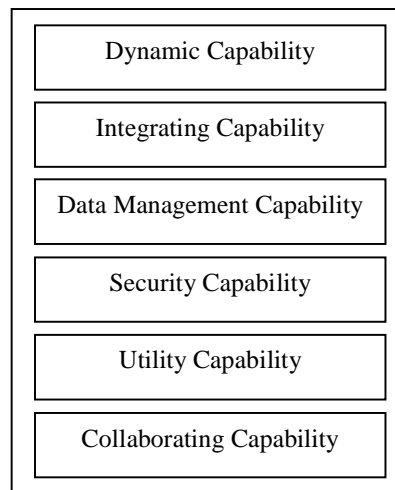 Dynamic Capability
Integrating Capability
Data Management Capability
Security Capability
Utility Capability
Collaborating Capability